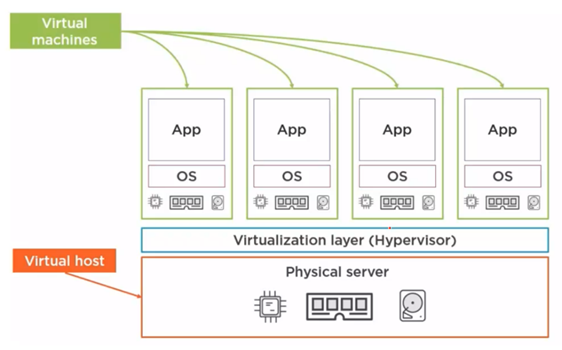 Virtual
machines
App
App
App
App
OS
OS
OS
OS
Virtualization layer (Hypervisor)
Virtual host
Physical server